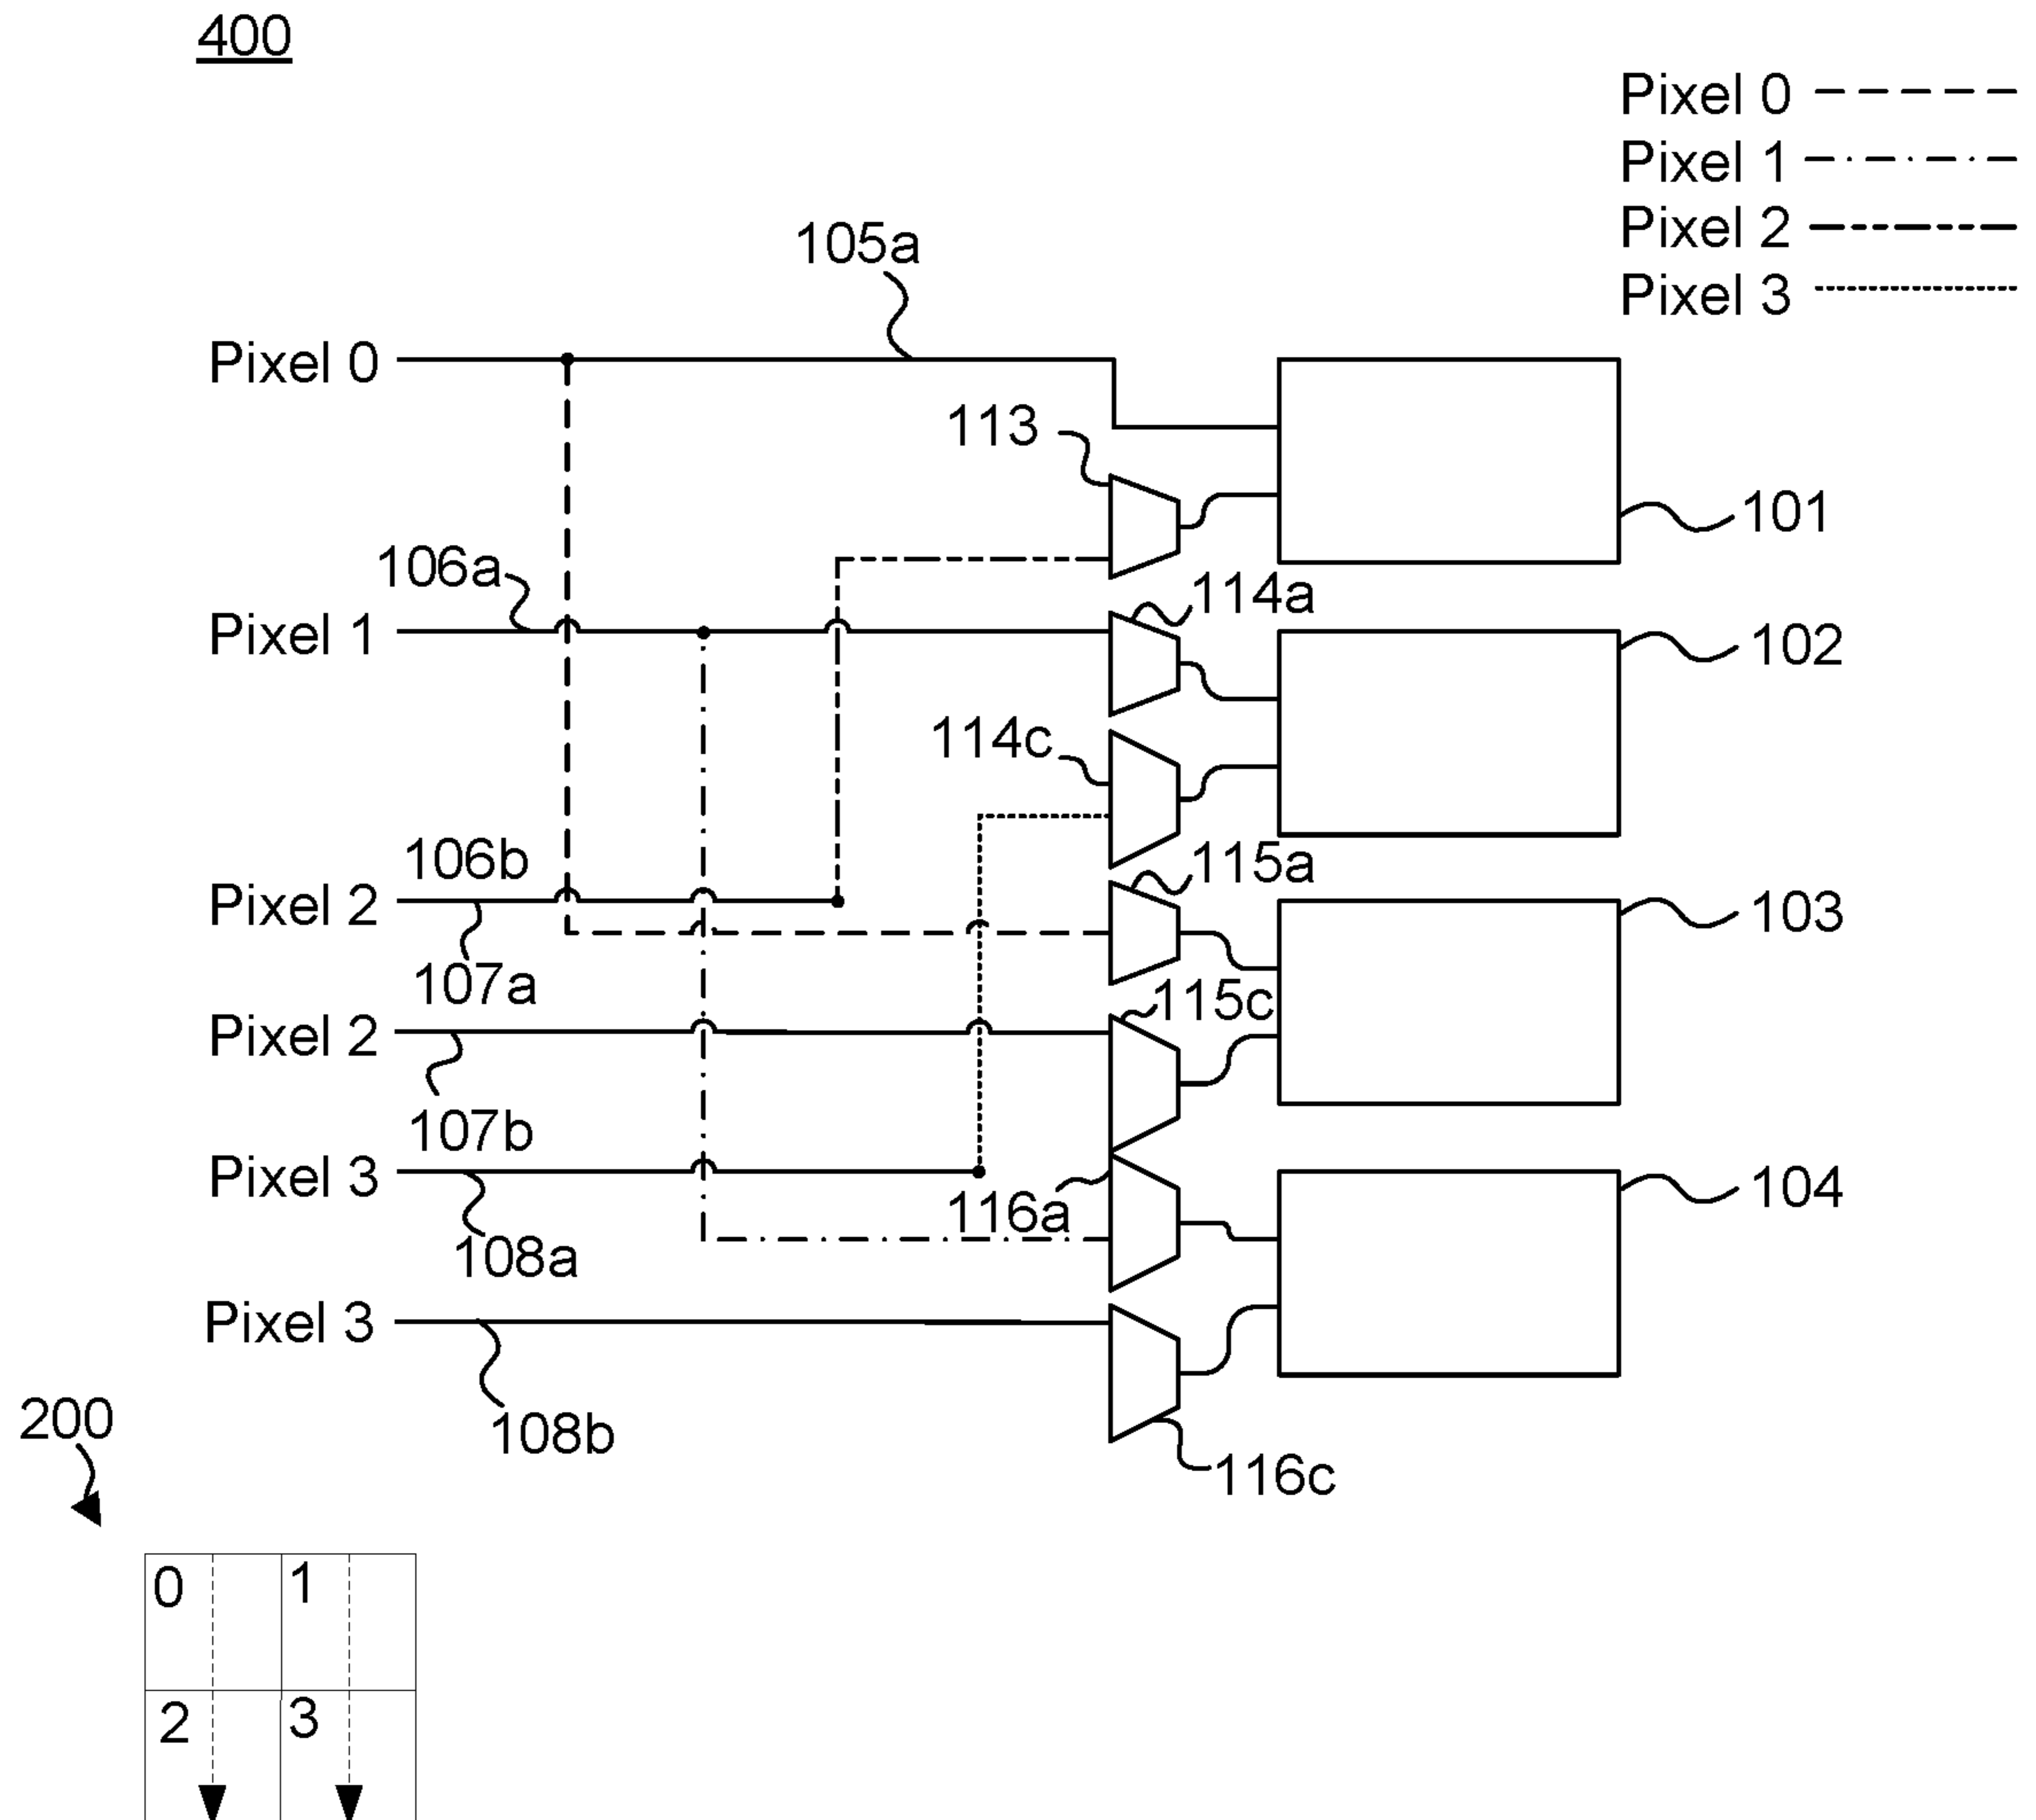 400
Pixel 0
Pixel 1
Pixel 2
Pixel 3
105a
Pixel 0
113
101
106a
114a
Pixel 1
102
114c
106b
115a
Pixel 2
103
107a
115c
Pixel 2
107b
Pixel 3
116a
104
108a
Pixel 3
108b
116c
200
0 1
2 3